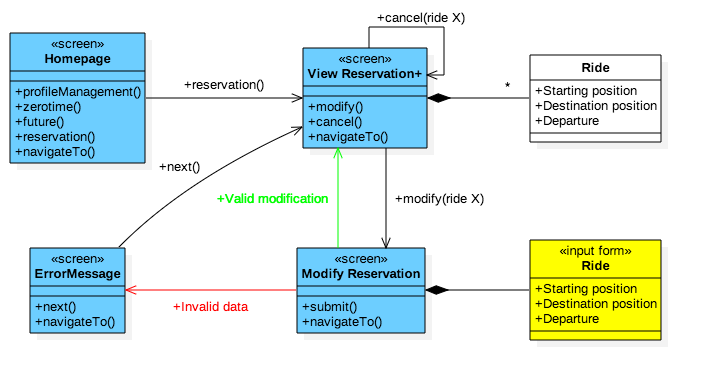 +cancel(ride X)
«screen»
Homepage
+profileManagement()
+zerotime()
+future()
+reservation()
+navigateTo()
+reservation()
«screen»
View Reservation+
+modify()
+cancel()
+navigateTo()
*
Ride
+Starting position
+Destination position
+Departure
+next()
+Valid modification
+modify(ride X)
«screen»
ErrorMessage
+next()
+navigateTo()
+Invalid data
«screen»
Modify Reservation
+submit()
+navigateTo()
«input form»
Ride
+Starting position
+Destination position
+Departure